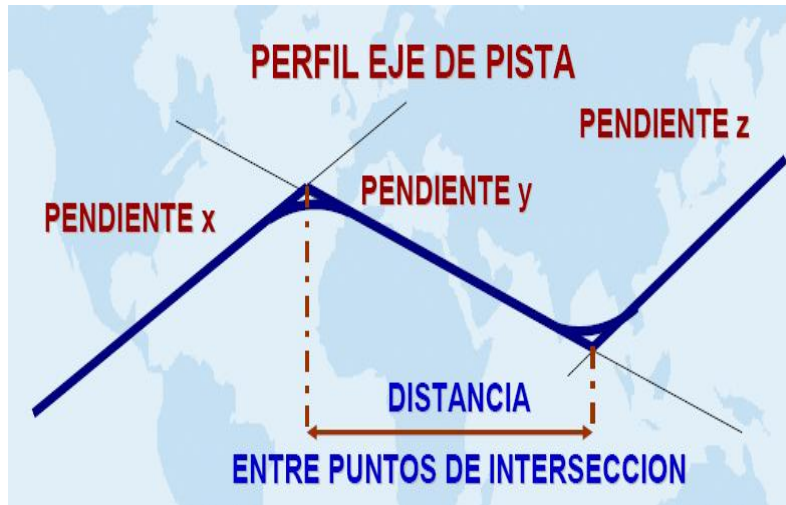 PERFIL EJE DE PISTA
PENDIENTE z
PENDIENTE x
PENDIENTE y
DISTANCIA
ENTRE PUNTOS DE INTERSECCION